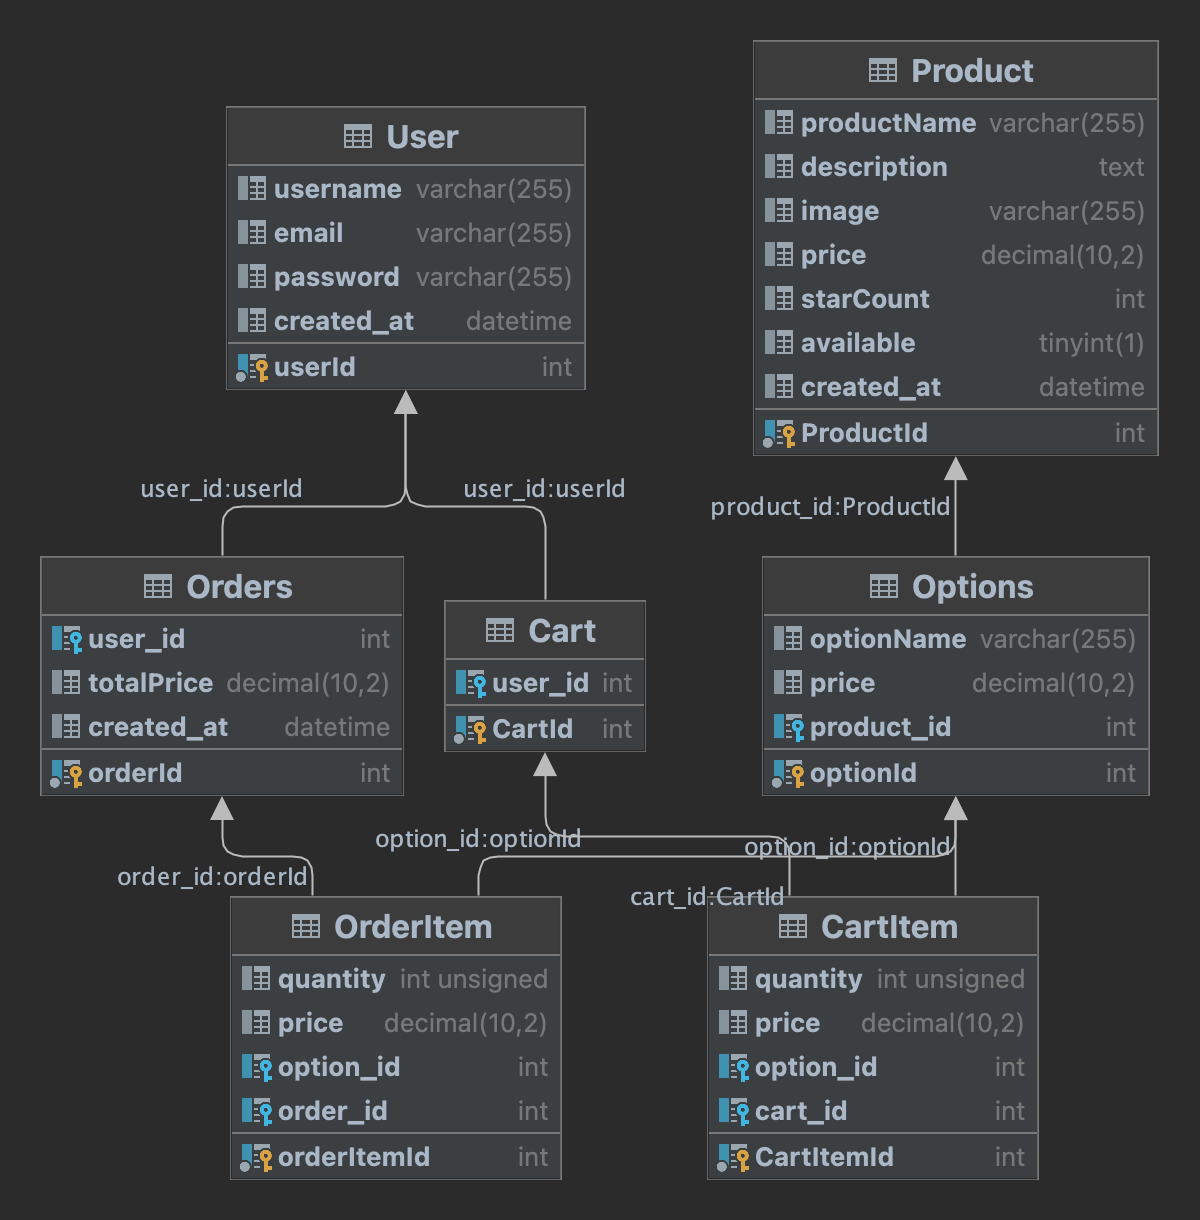 Product
productName varchar(255)
description text
image varchar(255)
price decimal(10,2)
starCount int
available tinyint(1)
created_at datetime
ProductId int
User
username varchar(255)
email varchar(255)
password varchar(255)
created_at datetime
userId int
user_id:userId
user_id:userId
product_id:ProductId
Orders
user_id int
totalPrice decimal(10,2)
created_at datetime
orderId int
Cart
user_id int
CartId int
Options
optionName varchar(255)
price decimal(10,2)
product_id int
optionId int
order_id:orderId
option_id:optionId
option_id:optionId
cart_id:CartId
OrderItem
quantity int unsigned
price decimal(10,2)
option_id int
order_id int
orderItemId int
CartItem
quantity int unsigned
price decimal(10,2)
option_id int
cart_id int
CartItemId int